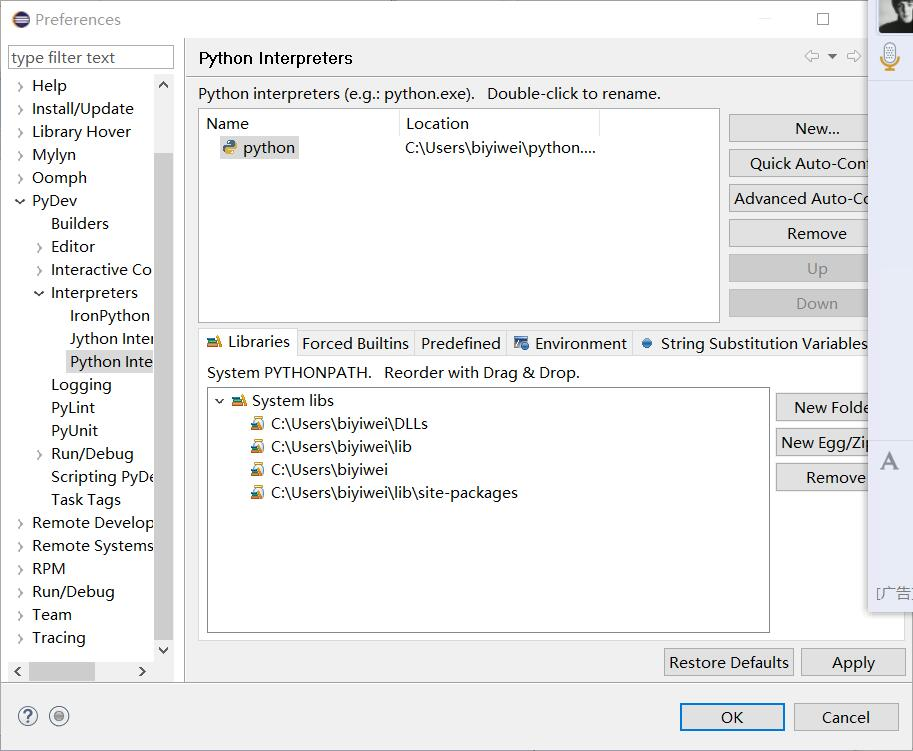 Preferences
type filter text
Help
Install/Update
Library Hover
Mylyn
Oomph
PyDev
Builders
Editor
Interactive Co
Interpreters
IronPython
Jython Inter
Python Inte
Logging
PyLint
PyUnit
Run/Debug
Scripting PyDe
Task Tags
Remote Develop
Remote Systems
RPM
Run/Debug
Team
Tracing
Python Interpreters
Python interpreters (e.g.: python.exe).   Double-click to rename.
Name Location
python C:\Users\biyiwei\python....
New...
Quick Auto-Conf
Advanced Auto-Co
Remove
Up
Down
Libraries Forced Builtins Predefined Environment String Substitution Variables
System PYTHONPATH.   Reorder with Drag & Drop.
System libs
C:\Users\biyiwei\DLLs
C:\Users\biyiwei\lib
C:\Users\biyiwei
C:\Users\biyiwei\lib\site-packages
New Folde
New Egg/Zip
Remove
A
[广告]
Restore Defaults Apply
OK Cancel